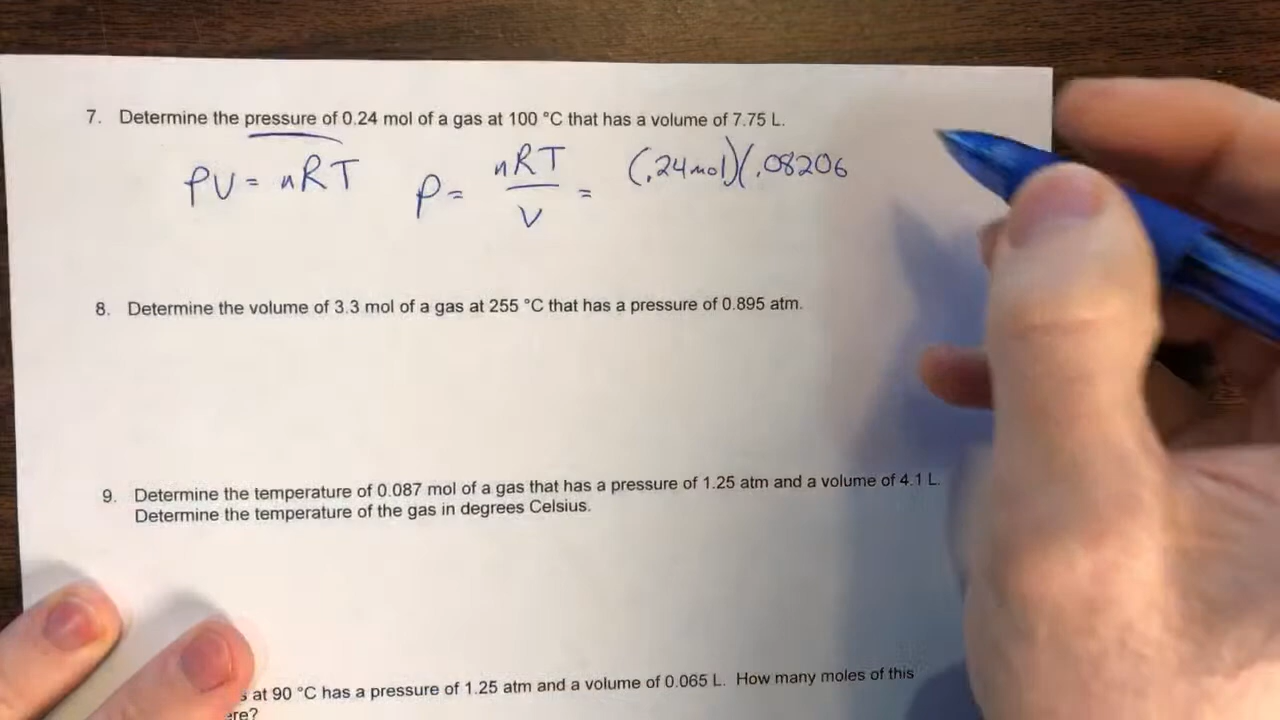 7. Determine the pressure of 0.24 mol of a gas at 100 °C that has a volume of 7.75 L.
PV = nRT P = nRT / V = (.24mol)(.08206
8. Determine the volume of 3.3 mol of a gas at 255 °C that has a pressure of 0.895 atm.
9. Determine the temperature of 0.087 mol of a gas that has a pressure of 1.25 atm and a volume of 4.1 L.
Determine the temperature of the gas in degrees Celsius.
at 90 °C has a pressure of 1.25 atm and a volume of 0.065 L. How many moles of this